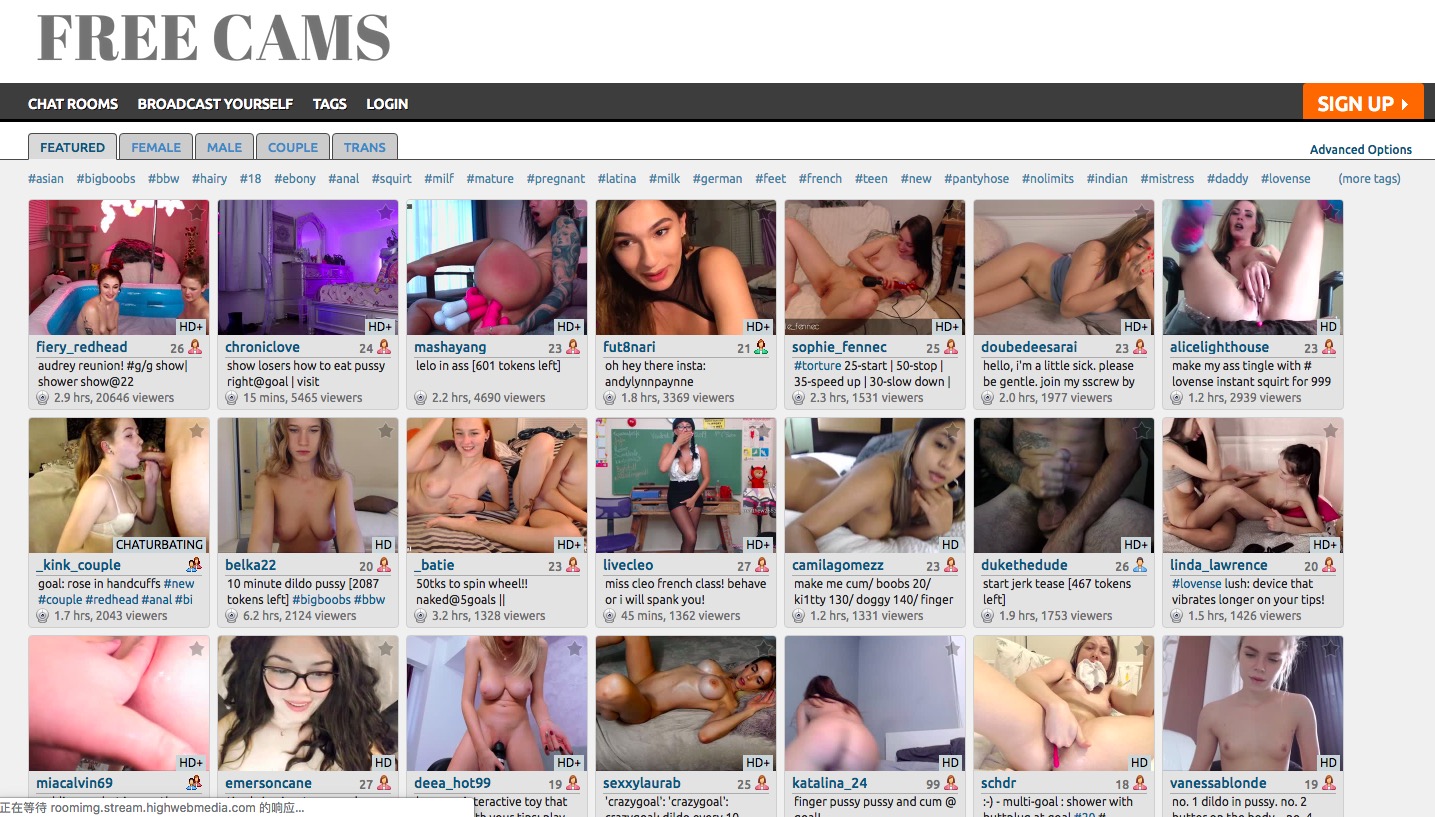 FREE CAMS
CHAT ROOMS BROADCAST YOURSELF TAGS LOGIN SIGN UP
FEATURED FEMALE MALE COUPLE TRANS
Advanced Options
#asian #bigboobs #bbw #hairy #18 #ebony #anal #squirt #milf #mature #pregnant #latina #milk #german #feet #french #teen #new #pantyhose #nolimits #indian #mistress #daddy #lovense (more tags)
HD+
fiery_redhead 26
audrey reunion! #g/g show|
shower show@22
2.9 hrs, 20646 viewers
HD+
chroniclove 24
show losers how to eat pussy
right@goal | visit
15 mins, 5465 viewers
HD+
mashayang 23
lelo in ass [601 tokens left]
2.2 hrs, 4690 viewers
HD+
fut8nari 21
oh hey there insta:
andylynnpaynne
1.8 hrs, 3369 viewers
HD+
sophie_fennec 25
#torture 25-start | 50-stop |
35-speed up | 30-slow down |
2.3 hrs, 1531 viewers
HD+
doubedeesarai 23
hello, i'm a little sick. please
be gentle. join my sscrew by
2.0 hrs, 1977 viewers
HD
alicelighthouse 23
make my ass tingle with #
lovense instant squirt for 999
1.2 hrs, 2939 viewers
CHATURBATING
_kink_couple
goal: rose in handcuffs #new
#couple #redhead #anal #bi
1.7 hrs, 2043 viewers
HD
belka22 20
10 minute dildo pussy [2087
tokens left] #bigboobs #bbw
6.2 hrs, 2124 viewers
HD+
_batie 23
50tks to spin wheel!!
naked@5goals ||
3.2 hrs, 1328 viewers
HD+
livecleo 27
miss cleo french class! behave
or i will spank you!
45 mins, 1362 viewers
HD
camilagomezz 23
make me cum/ boobs 20/
ki1tty 130/ doggy 140/ finger
1.2 hrs, 1331 viewers
HD+
dukethedude 26
start jerk tease [467 tokens
left]
1.9 hrs, 1753 viewers
HD+
linda_lawrence 20
#lovense lush: device that
vibrates longer on your tips!
1.5 hrs, 1426 viewers
HD+
miacalvin69
HD
emersoncane 27
HD+
deea_hot99 19
teractive toy that
HD+
sexxylaurab 25
'crazygoal': 'crazygoal':
crazygoal: dildo every 10
HD
katalina_24 99
finger pussy pussy and cum @
goal!
HD
schdr 18
:-) - multi-goal : shower with
buttplug at goal #20 #
HD
vanessablonde 19
no. 1 dildo in pussy. no. 2
正在等待 roomimg.stream.highwebmedia.com 的响应...